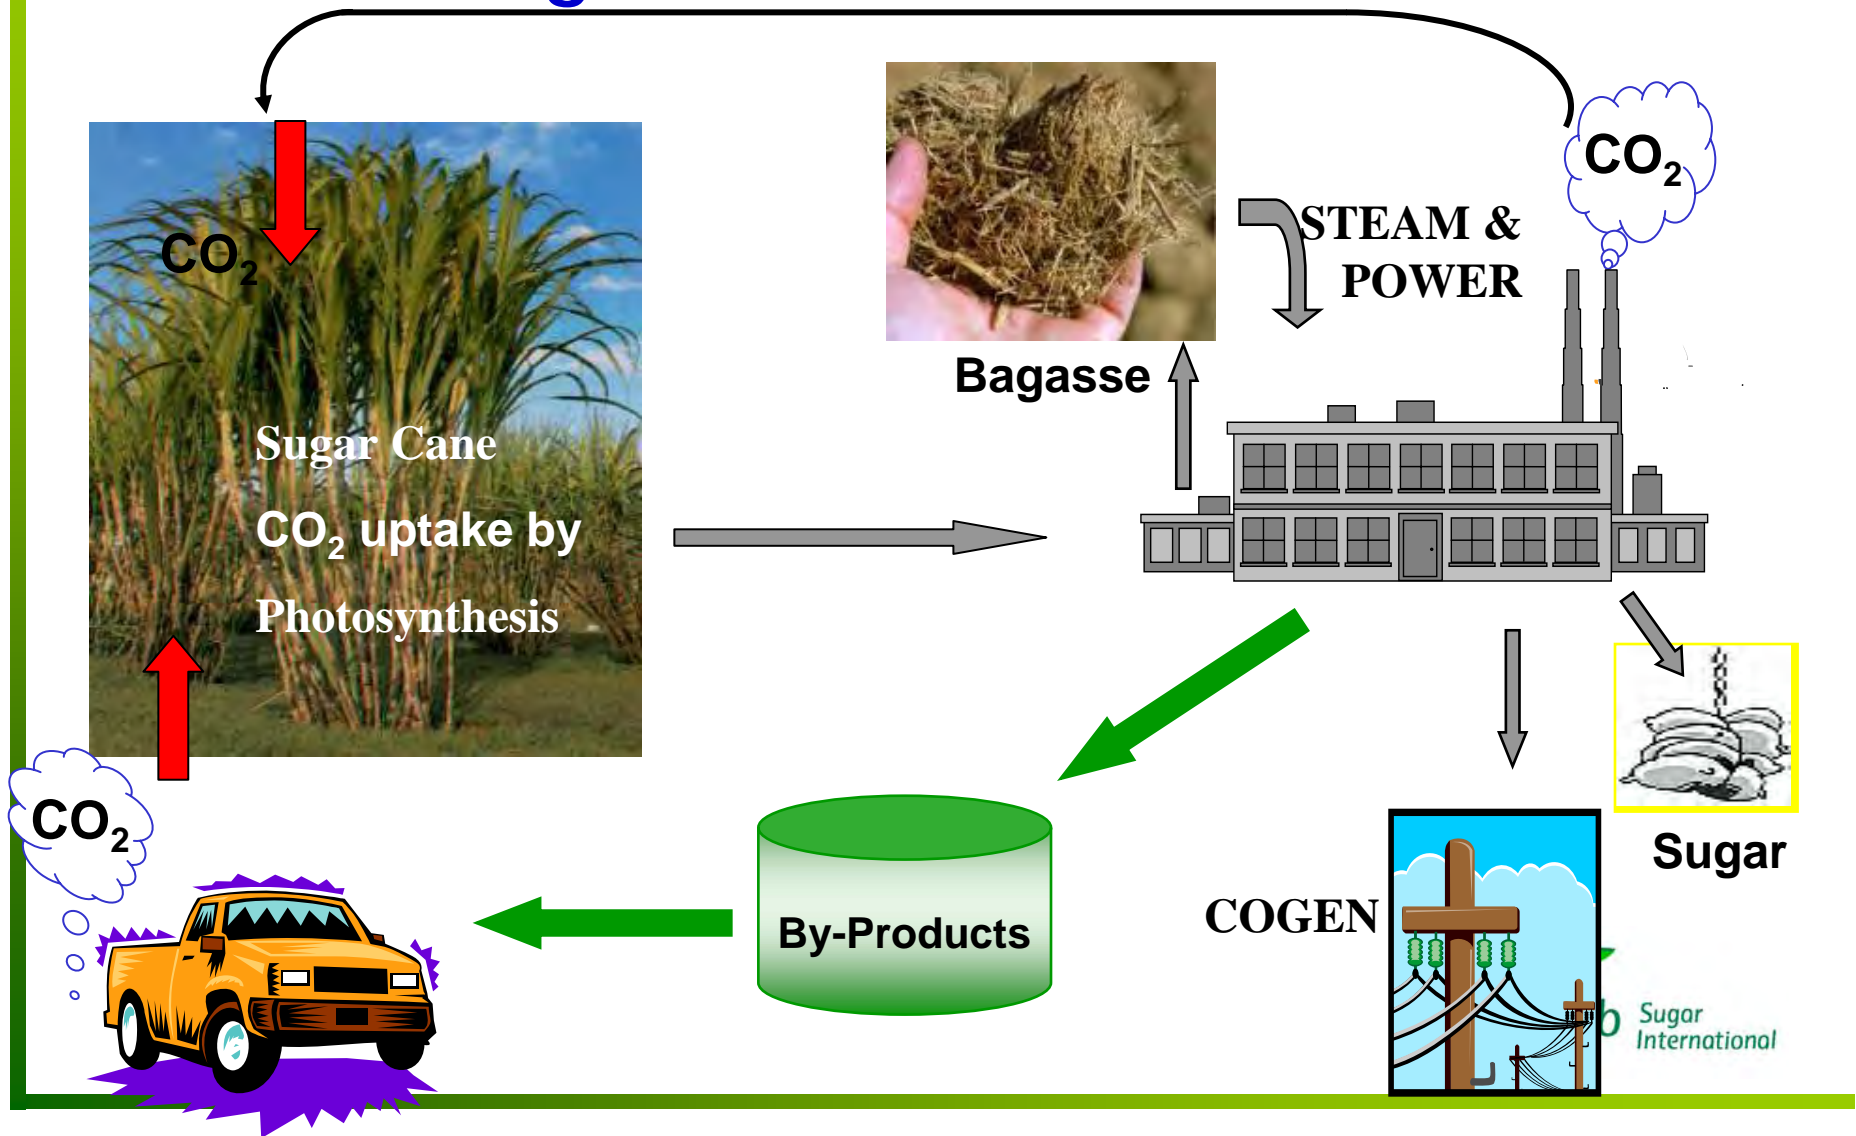 CO2
CO2
STEAM &
POWER
Bagasse
Sugar Cane
CO2 uptake by
Photosynthesis
CO2
By-Products
COGEN
Sugar
Sugar
International